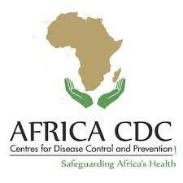 AFRICA CDC
Centres for Disease Control and Prevention
Safeguarding Africa's Health